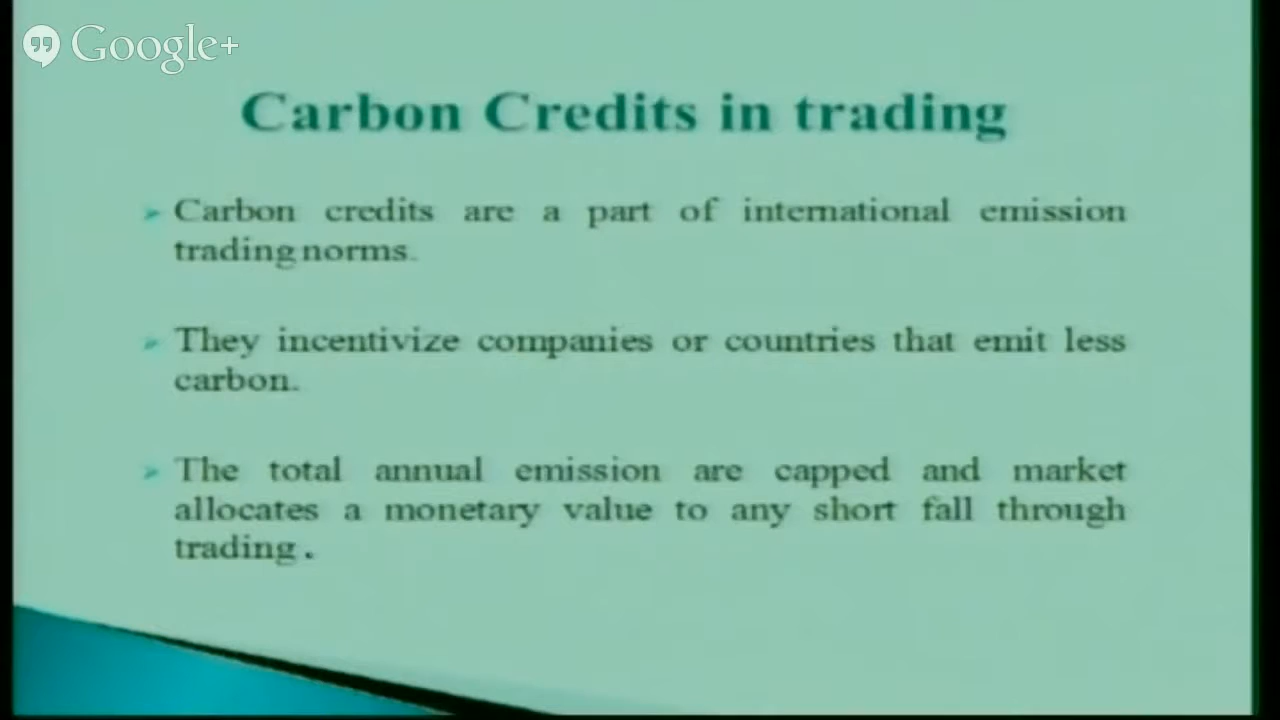 Google+
Carbon Credits in trading
Carbon credits are a part of international emission
trading norms.
They incentivize companies or countries that emit less
carbon.
The total annual emission are capped and market
allocates a monetary value to any short fall through
trading .